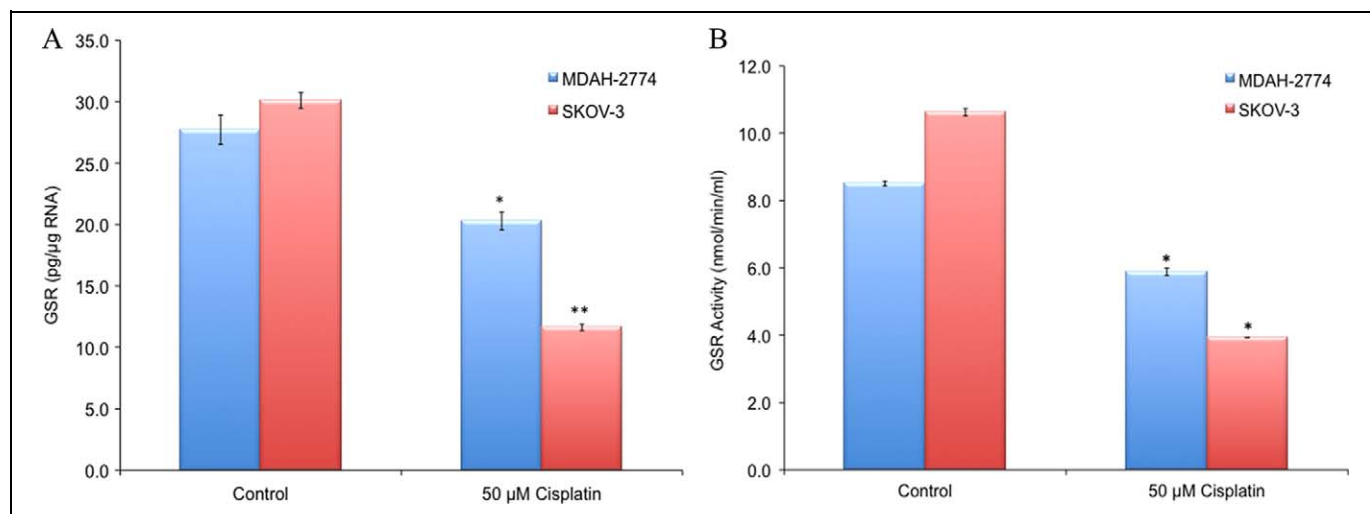 A
35.0
30.0
25.0
20.0
15.0
10.0
5.0
0.0
GSR (pg/µg RNA)
MDAH-2774
SKOV-3
*
**
Control
50 µM Cisplatin
B
12.0
10.0
8.0
6.0
4.0
2.0
0.0
GSR Activity (nmol/min/ml)
MDAH-2774
SKOV-3
*
*
Control
50 µM Cisplatin